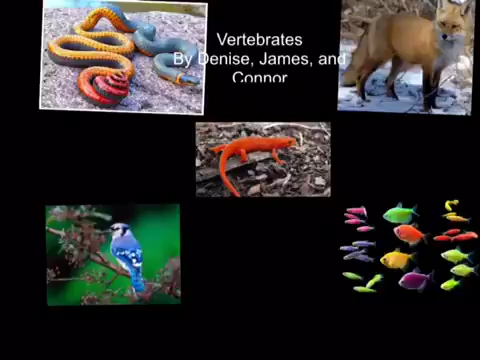 Vertebrates
By Denise, James, and
Connor